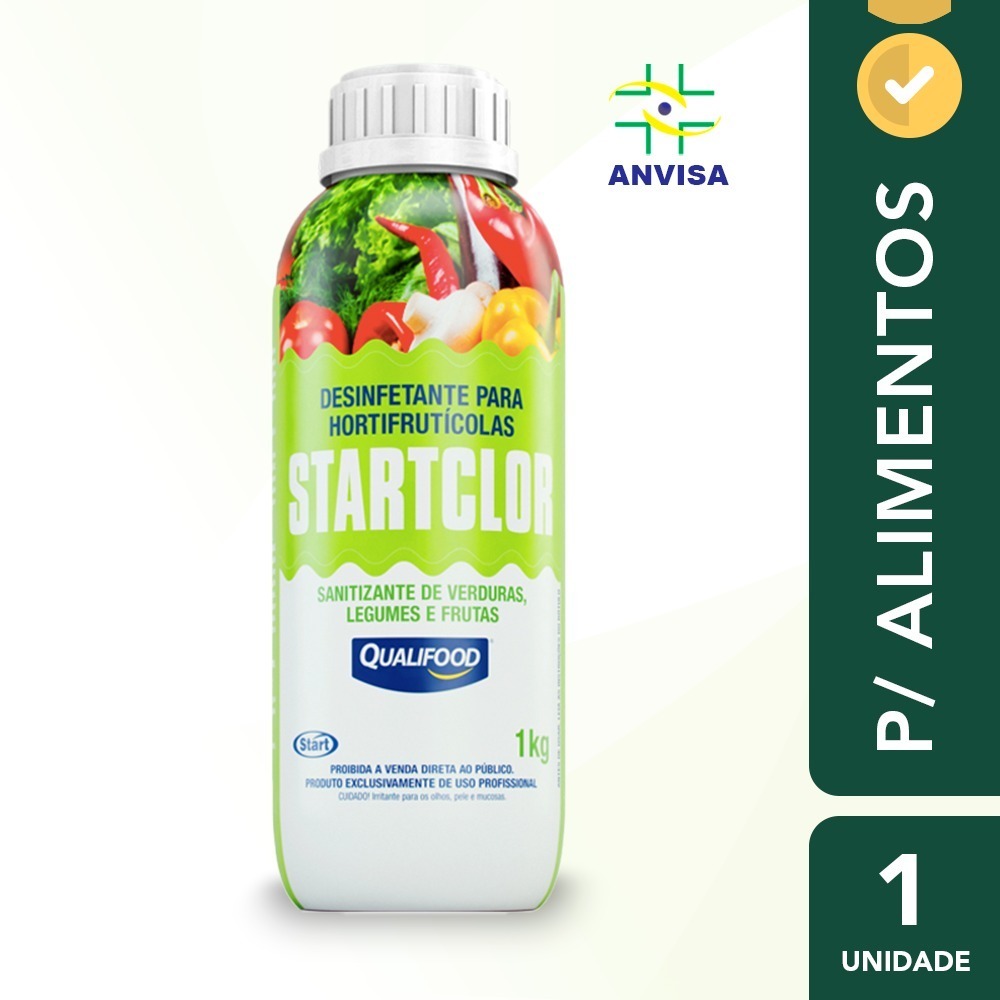 ANVISA
DESINFETANTE PARA
HORTIFRUTÍCOLAS
STARTCLOR
SANITIZANTE DE VERDURAS,
LEGUMES E FRUTAS
QUALIFOOD
Start
1kg
PROIBIDA A VENDA DIRETA AO PÚBLICO.
PRODUTO EXCLUSIVAMENTE DE USO PROFISSIONAL
CUIDADO! Irritante para os olhos, pele e mucosas.
P/ ALIMENTOS
1
UNIDADE